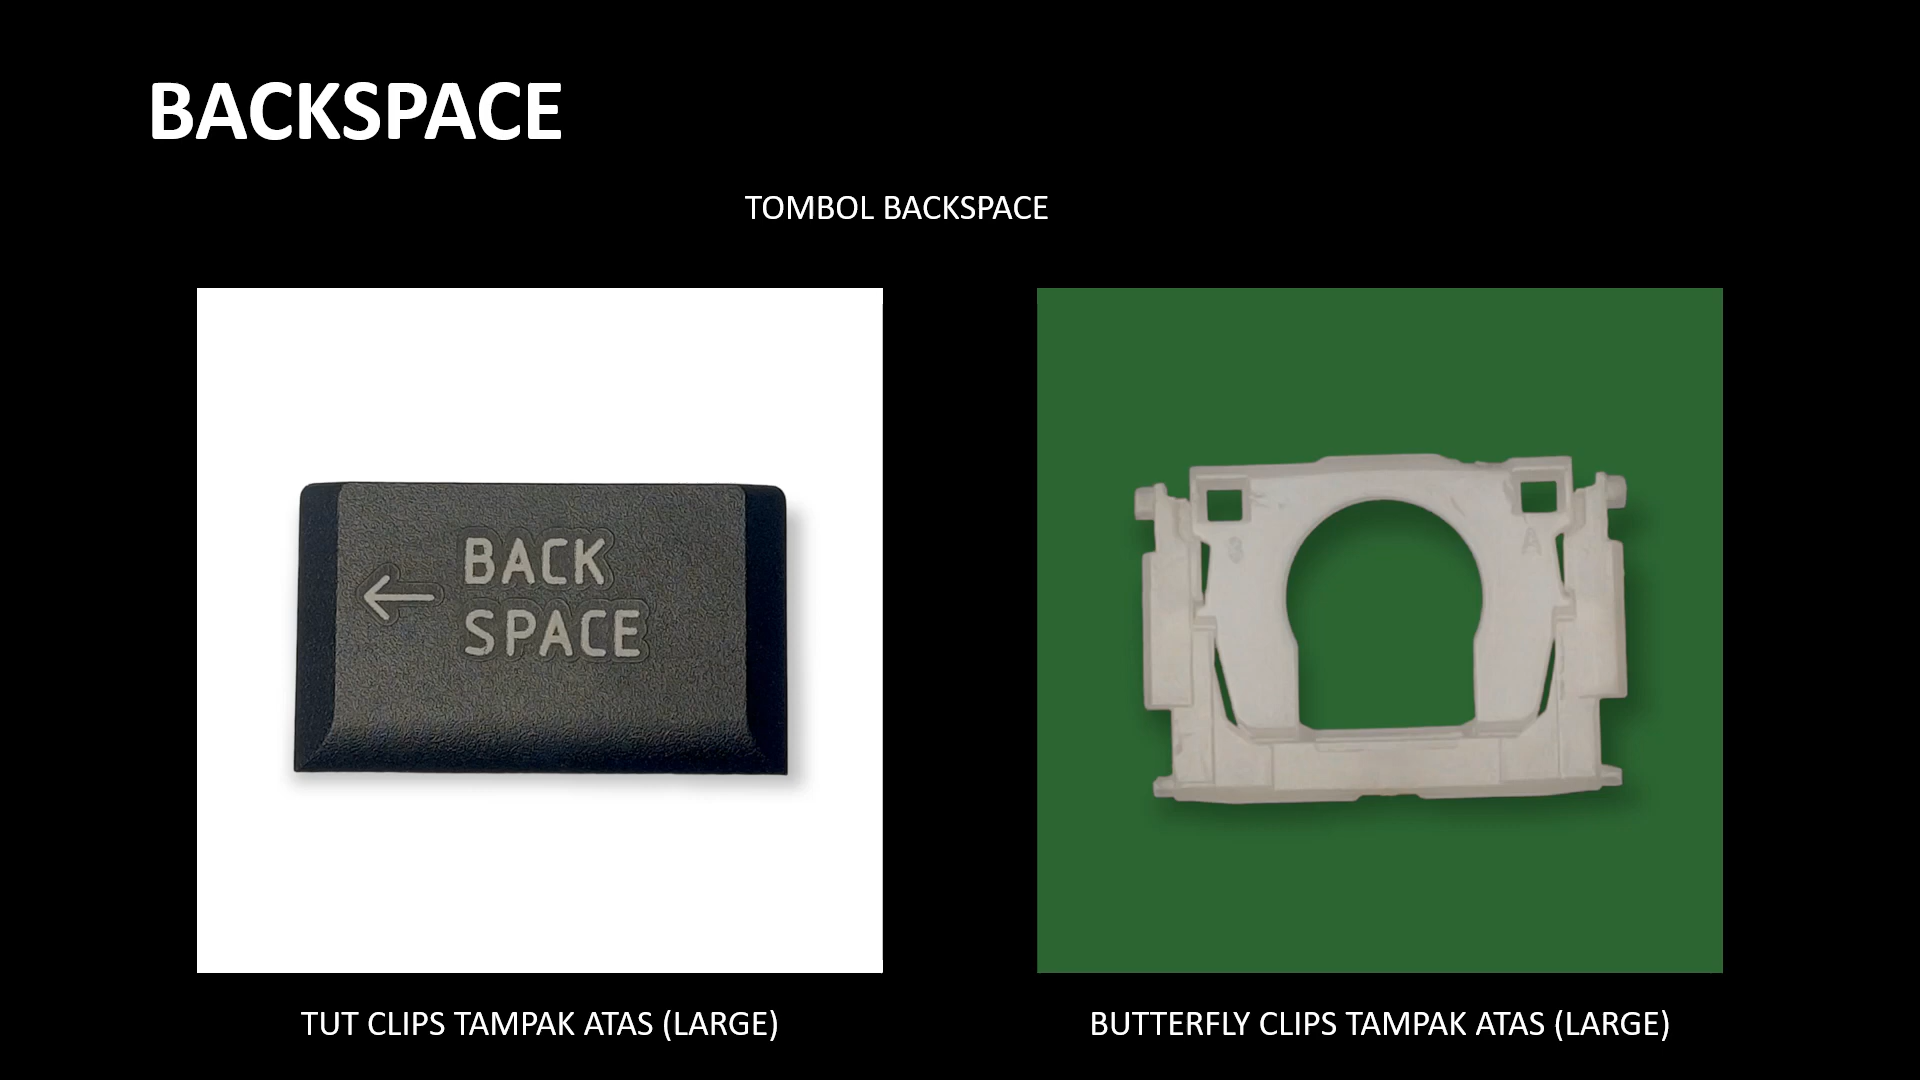 BACKSPACE
TOMBOL BACKSPACE
←
BACK
SPACE
S
A
TUT CLIPS TAMPAK ATAS (LARGE)
BUTTERFLY CLIPS TAMPAK ATAS (LARGE)